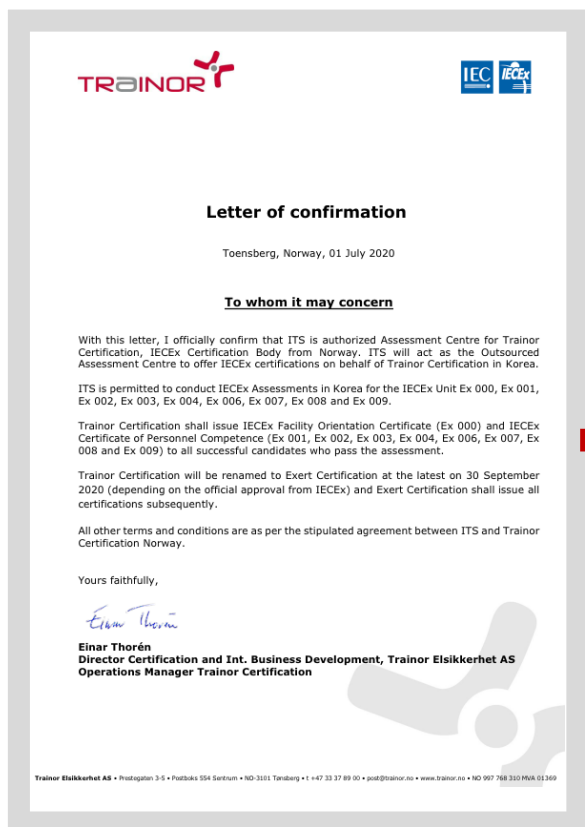 TRAINOR
IEC IECEx
Letter of confirmation
Toensberg, Norway, 01 July 2020
To whom it may concern
With this letter, I officially confirm that ITS is authorized Assessment Centre for Trainor
Certification, IECEx Certification Body from Norway. ITS will act as the Outsourced
Assessment Centre to offer IECEx certifications on behalf of Trainor Certification in Korea.
ITS is permitted to conduct IECEx Assessments in Korea for the IECEx Unit Ex 000, Ex 001,
Ex 002, Ex 003, Ex 004, Ex 006, Ex 007, Ex 008 and Ex 009.
Trainor Certification shall issue IECEx Facility Orientation Certificate (Ex 000) and IECEx
Certificate of Personnel Competence (Ex 001, Ex 002, Ex 003, Ex 004, Ex 006, Ex 007, Ex
008 and Ex 009) to all successful candidates who pass the assessment.
Trainor Certification will be renamed to Exert Certification at the latest on 30 September
2020 (depending on the official approval from IECEx) and Exert Certification shall issue all
certifications subsequently.
All other terms and conditions are as per the stipulated agreement between ITS and Trainor
Certification Norway.
Yours faithfully,
Einar Thorén
Einar Thorén
Director Certification and Int. Business Development, Trainor Elsikkerhet AS
Operations Manager Trainor Certification
Trainor Elsikkerhet AS • Prestegaten 3-5 • Postboks 554 Sentrum • NO-3101 Tønsberg • t +47 33 37 89 00 • post@trainor.no • www.trainor.no • NO 997 768 310 MVA 01369